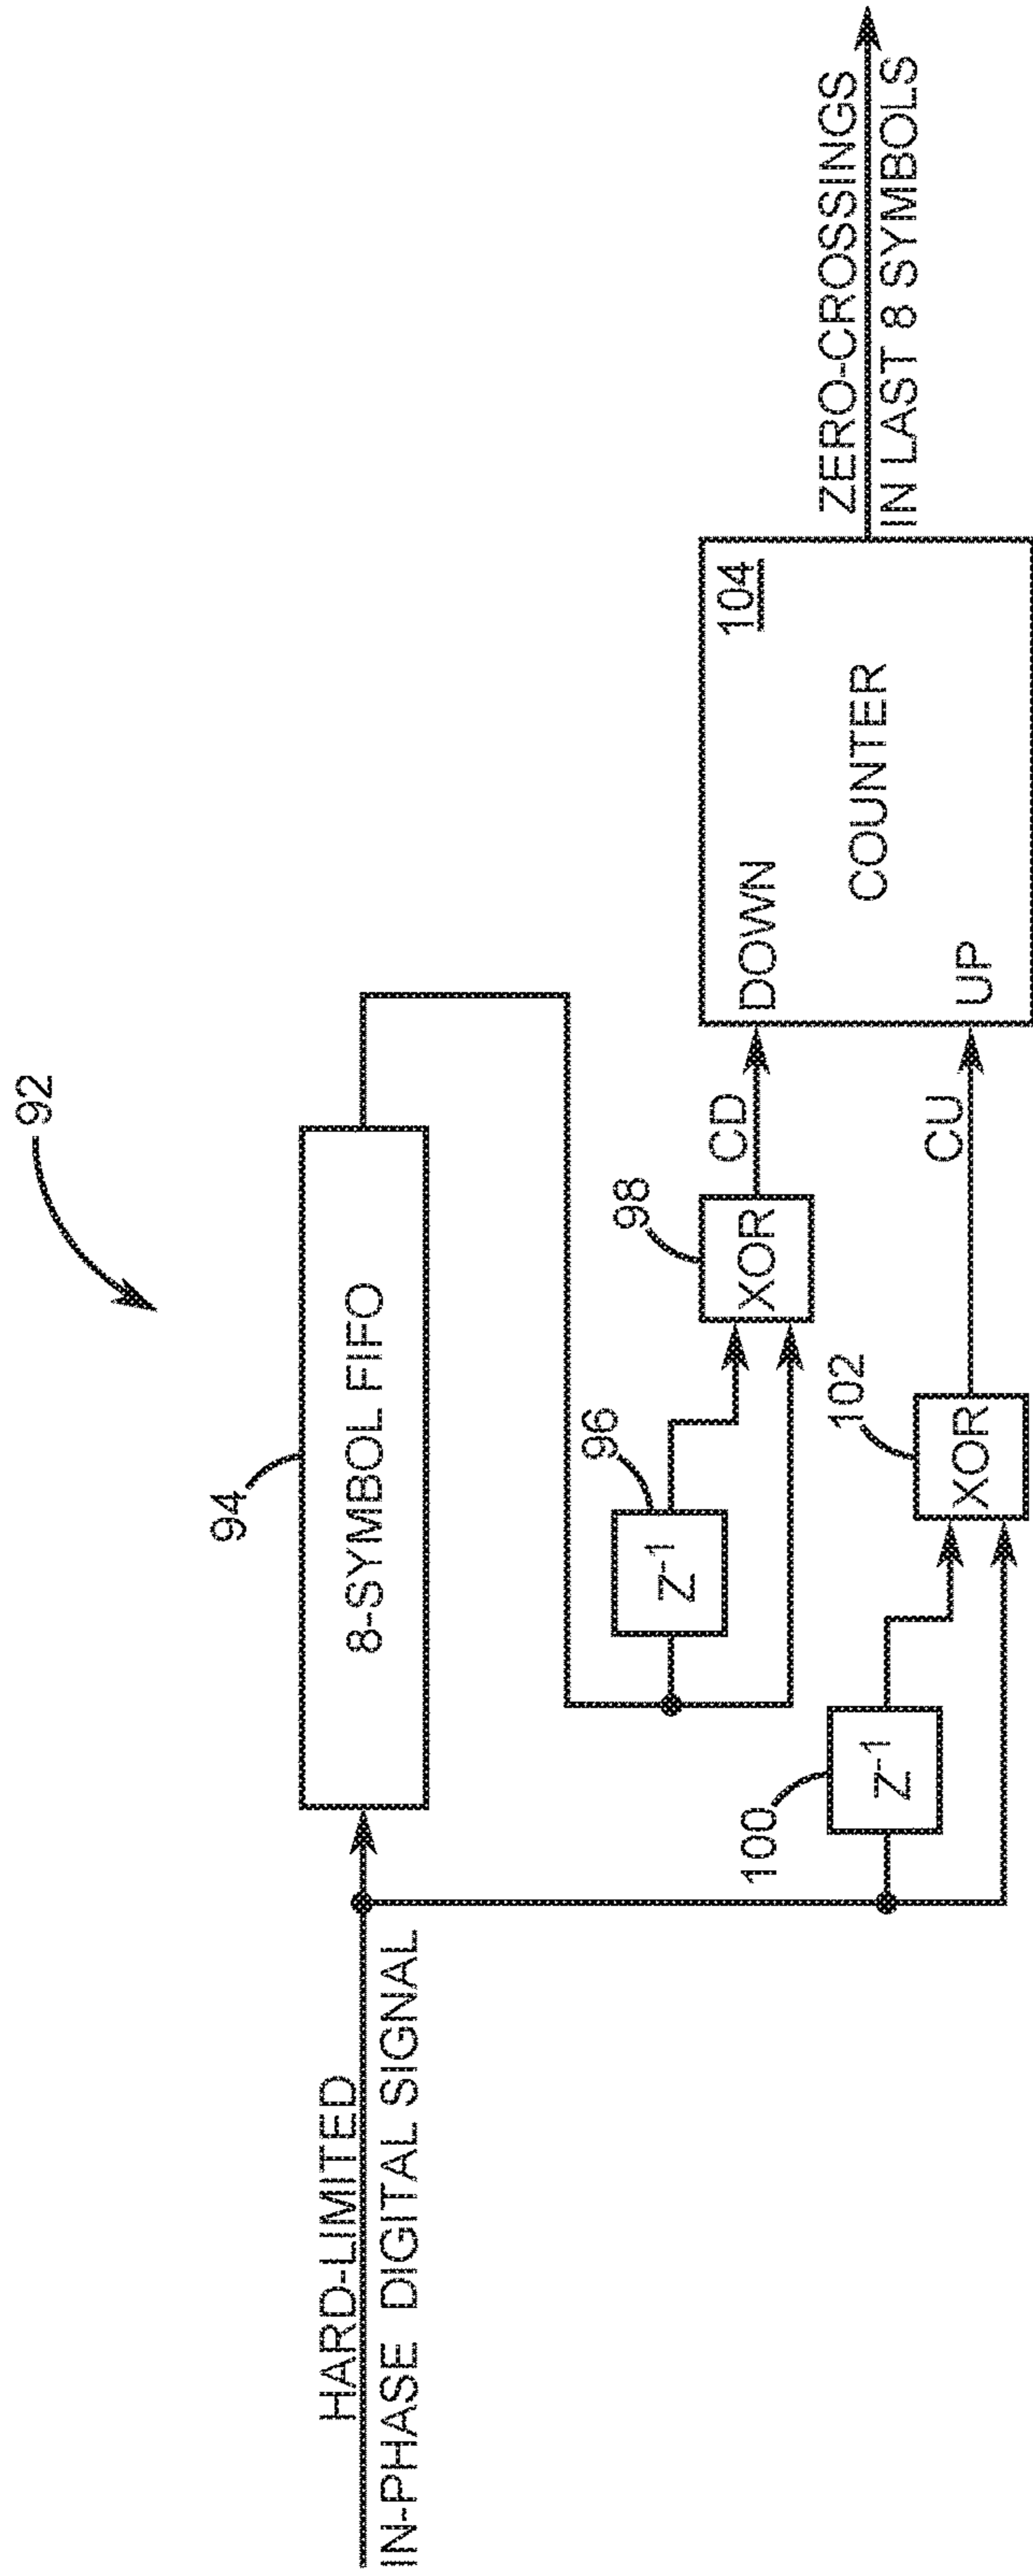 92
94
8-SYMBOL FIFO
HARD-LIMITED
IN-PHASE DIGITAL SIGNAL
96
Z-1
98
XOR
CD
100
Z-1
102
XOR
CU
DOWN
UP
104
COUNTER
ZERO-CROSSINGS
IN LAST 8 SYMBOLS